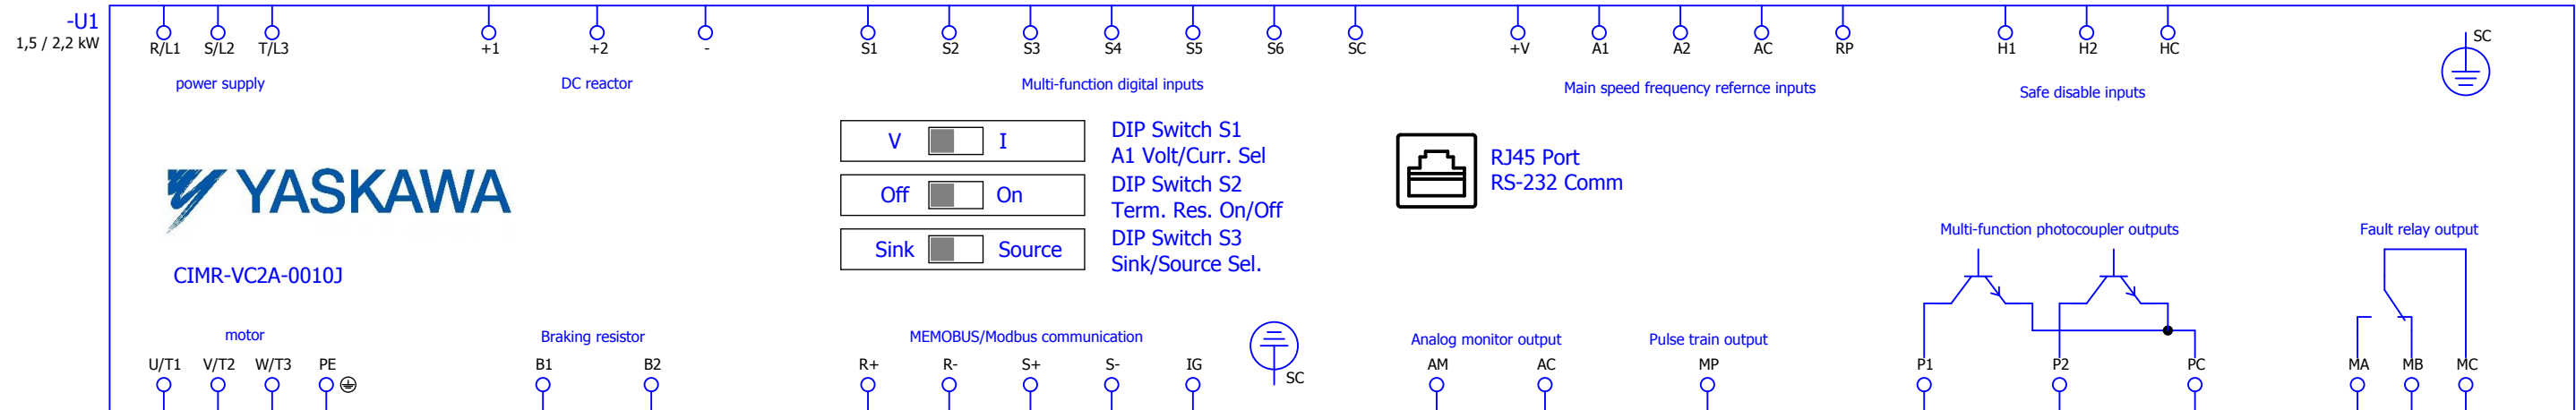 -U1
1,5 / 2,2 kW
R/L1 S/L2 T/L3 +1 +2 - S1 S2 S3 S4 S5 S6 SC +V A1 A2 AC RP H1 H2 HC SC
power supply DC reactor Multi-function digital inputs Main speed frequency refernce inputs Safe disable inputs
V I DIP Switch S1
A1 Volt/Curr. Sel
Off On DIP Switch S2
Term. Res. On/Off
Sink Source DIP Switch S3
Sink/Source Sel.
RJ45 Port
RS-232 Comm
YASKAWA
CIMR-VC2A-0010J
Multi-function photocoupler outputs Fault relay output
motor Braking resistor MEMOBUS/Modbus communication Analog monitor output Pulse train output
U/T1 V/T2 W/T3 PE B1 B2 R+ R- S+ S- IG SC AM AC MP P1 P2 PC MA MB MC